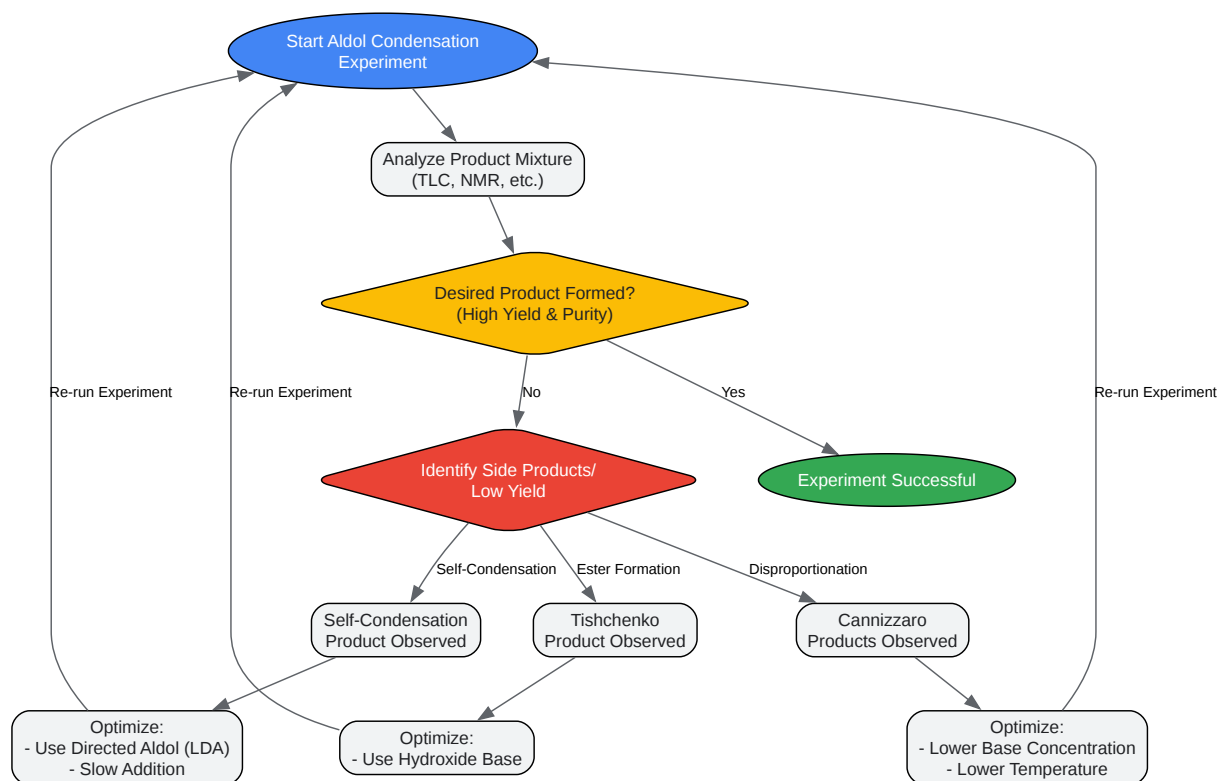 Start Aldol Condensation
Experiment
Analyze Product Mixture
(TLC, NMR, etc.)
Desired Product Formed?
(High Yield & Purity)
Re-run Experiment
Re-run Experiment
No
Yes
Re-run Experiment
Identify Side Products/
Low Yield
Experiment Successful
Self-Condensation
Ester Formation
Disproportionation
Self-Condensation
Product Observed
Tishchenko
Product Observed
Cannizzaro
Products Observed
Optimize:
- Use Directed Aldol (LDA)
- Slow Addition
Optimize:
- Use Hydroxide Base
Optimize:
- Lower Base Concentration
- Lower Temperature